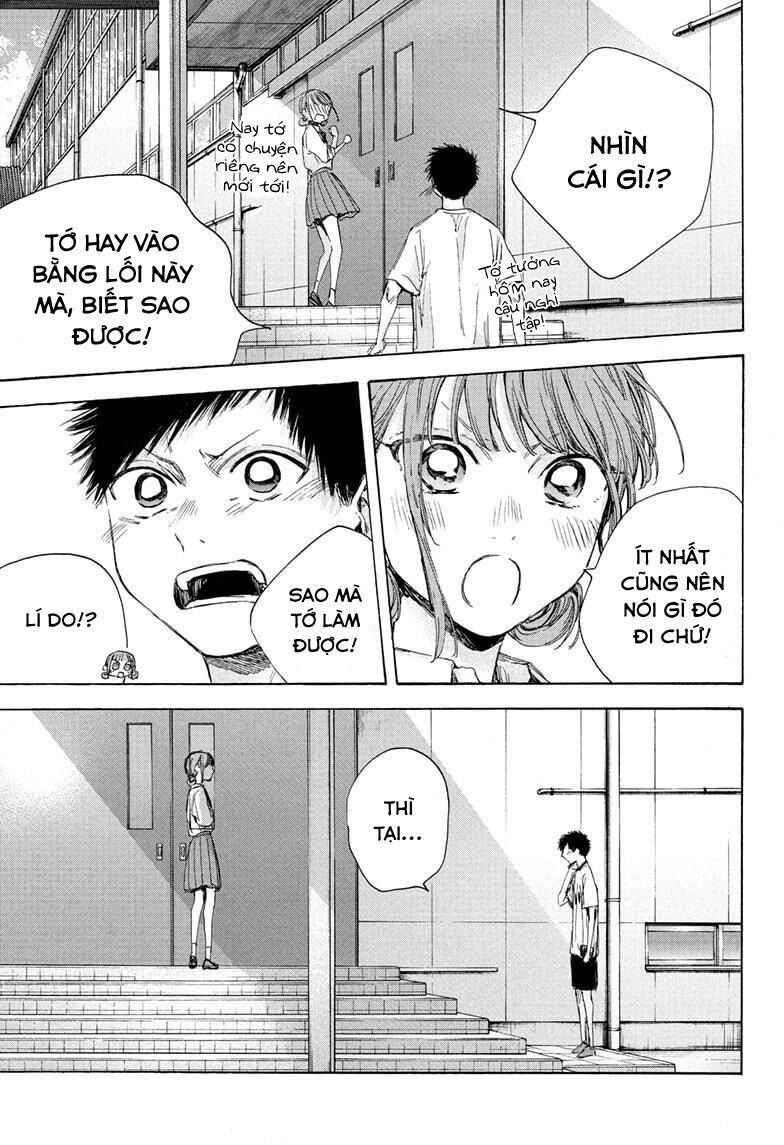 NHÌN
CÁI GÌ!?
Nay tớ
có chuyện
riêng nên
mới tới!
Tớ tưởng
hôm nay
cậu nghỉ
tập!
TỚ HAY VÀO
BẰNG LỐI NÀY
MÀ, BIẾT SAO
ĐƯỢC!
ÍT NHẤT
CŨNG NÊN
NÓI GÌ ĐÓ
ĐI CHỨ!
SAO MÀ
TỚ LÀM
ĐƯỢC!
LÍ DO!?
THÌ
TẠI...